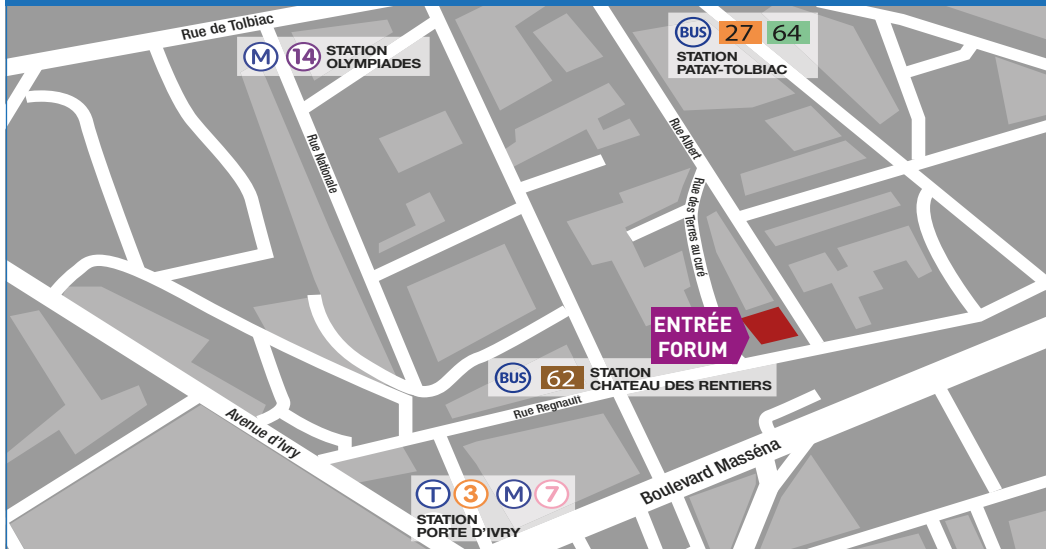 Rue de Tolbiac
M 14 STATION
OLYMPIADES
BUS 27 64
STATION
PATAY-TOLBIAC
Rue Nationale
Rue Albert
Rue des Terres au curé
ENTRÉE
FORUM
BUS 62 STATION
CHATEAU DES RENTIERS
Rue Regnault
Avenue d'Ivry
Boulevard Masséna
T 3 M 7
STATION
PORTE D'IVRY